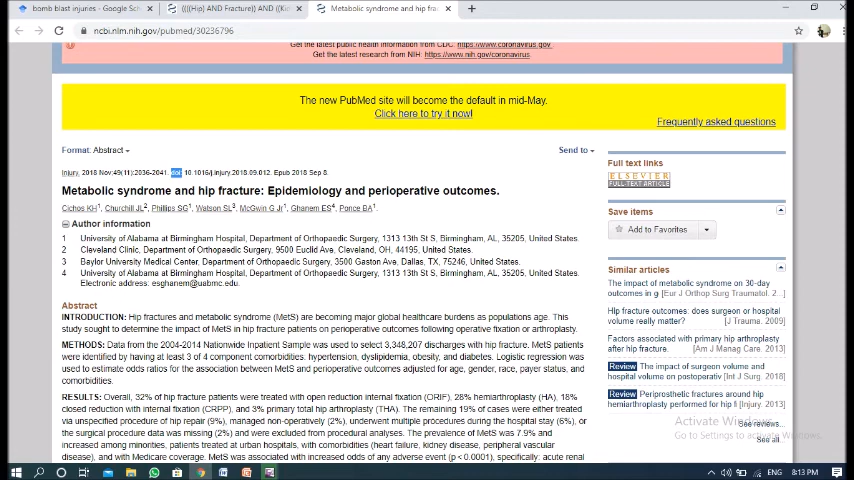 bomb blast injuries - Google Sc
((((Hip) AND Fracture)) AND ((Kin
Metabolic syndrome and hip frac
ncbi.nlm.nih.gov/pubmed/30236796
Get the latest public health information from CDC: https://www.coronavirus.gov
Get the latest research from NIH: https://www.nih.gov/coronavirus.
The new PubMed site will become the default in mid-May.
Click here to try it now!
Frequently asked questions
Format: Abstract
Send to
Injury. 2018 Nov;49(11):2036-2041. doi: 10.1016/j.injury.2018.09.012. Epub 2018 Sep 8.
Metabolic syndrome and hip fracture: Epidemiology and perioperative outcomes.
Cichos KH1, Churchill JL2, Phillips SG1, Watson SL3, McGwin G Jr1, Ghanem ES4, Ponce BA1.
Author information
1 University of Alabama at Birmingham Hospital, Department of Orthopaedic Surgery, 1313 13th St S, Birmingham, AL, 35205, United States.
2 Cleveland Clinic, Department of Orthopaedic Surgery, 9500 Euclid Ave, Cleveland, OH, 44195, United States.
3 Baylor University Medical Center, Department of Orthopaedic Surgery, 3500 Gaston Ave, Dallas, TX, 75246, United States.
4 University of Alabama at Birmingham Hospital, Department of Orthopaedic Surgery, 1313 13th St S, Birmingham, AL, 35205, United States.
Electronic address: esghanem@uabmc.edu.
Abstract
INTRODUCTION: Hip fractures and metabolic syndrome (MetS) are becoming major global healthcare burdens as populations age. This
study sought to determine the impact of MetS in hip fracture patients on perioperative outcomes following operative fixation or arthroplasty.
METHODS: Data from the 2004-2014 Nationwide Inpatient Sample was used to select 3,348,207 discharges with hip fracture. MetS patients
were identified by having at least 3 of 4 component comorbidities: hypertension, dyslipidemia, obesity, and diabetes. Logistic regression was
used to estimate odds ratios for the association between MetS and perioperative outcomes adjusted for age, gender, race, payer status, and
comorbidities.
RESULTS: Overall, 32% of hip fracture patients were treated with open reduction internal fixation (ORIF), 28% hemiarthroplasty (HA), 18%
closed reduction with internal fixation (CRPP), and 3% primary total hip arthroplasty (THA). The remaining 19% of cases were either treated
via unspecified procedure of hip repair (9%), managed non-operatively (2%), underwent multiple procedures during the hospital stay (6%), or
the surgical procedure data was missing (2%) and were excluded from procedural analyses. The prevalence of MetS was 7.9% and
increased among minorities, patients treated at urban hospitals, with comorbidities (heart failure, kidney disease, peripheral vascular
disease), and with Medicare coverage. MetS was associated with increased odds of any adverse event (p < 0.0001), specifically: acute renal
Full text links
ELSEVIER
FULL-TEXT ARTICLE
Save items
Add to Favorites
Similar articles
The impact of metabolic syndrome on 30-day
outcomes in g [Eur J Orthop Surg Traumatol. 2...]
Hip fracture outcomes: does surgeon or hospital
volume really matter? [J Trauma. 2009]
Factors associated with primary hip arthroplasty
after hip fracture. [Am J Manag Care. 2013]
Review The impact of surgeon volume and
hospital volume on postoperativ [Int J Surg. 2018]
Review Periprosthetic fractures around hip
hemiarthroplasty performed for hip f [Injury. 2013]
See reviews...
See all...
Activate Windows
Go to Settings to activate Windows.
ENG
8:13 PM